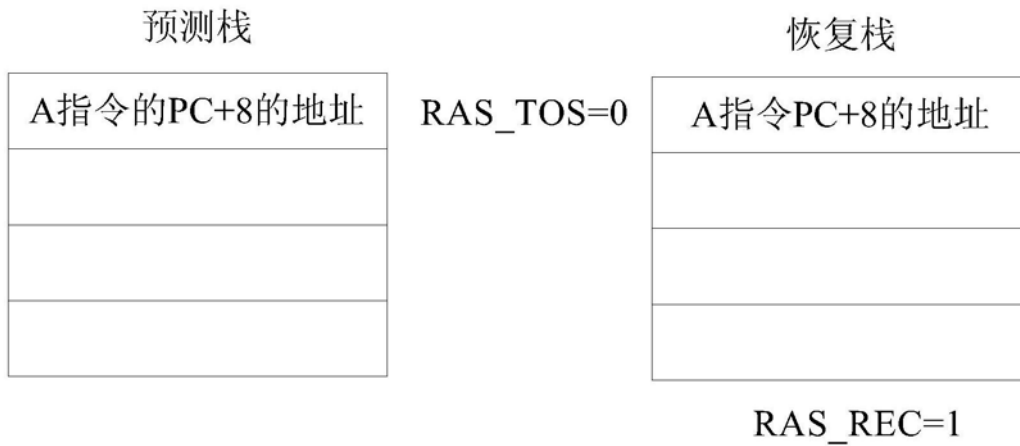 预测栈
恢复栈
A指令的PC+8的地址
RAS_TOS=0
A指令PC+8的地址
RAS_REC=1